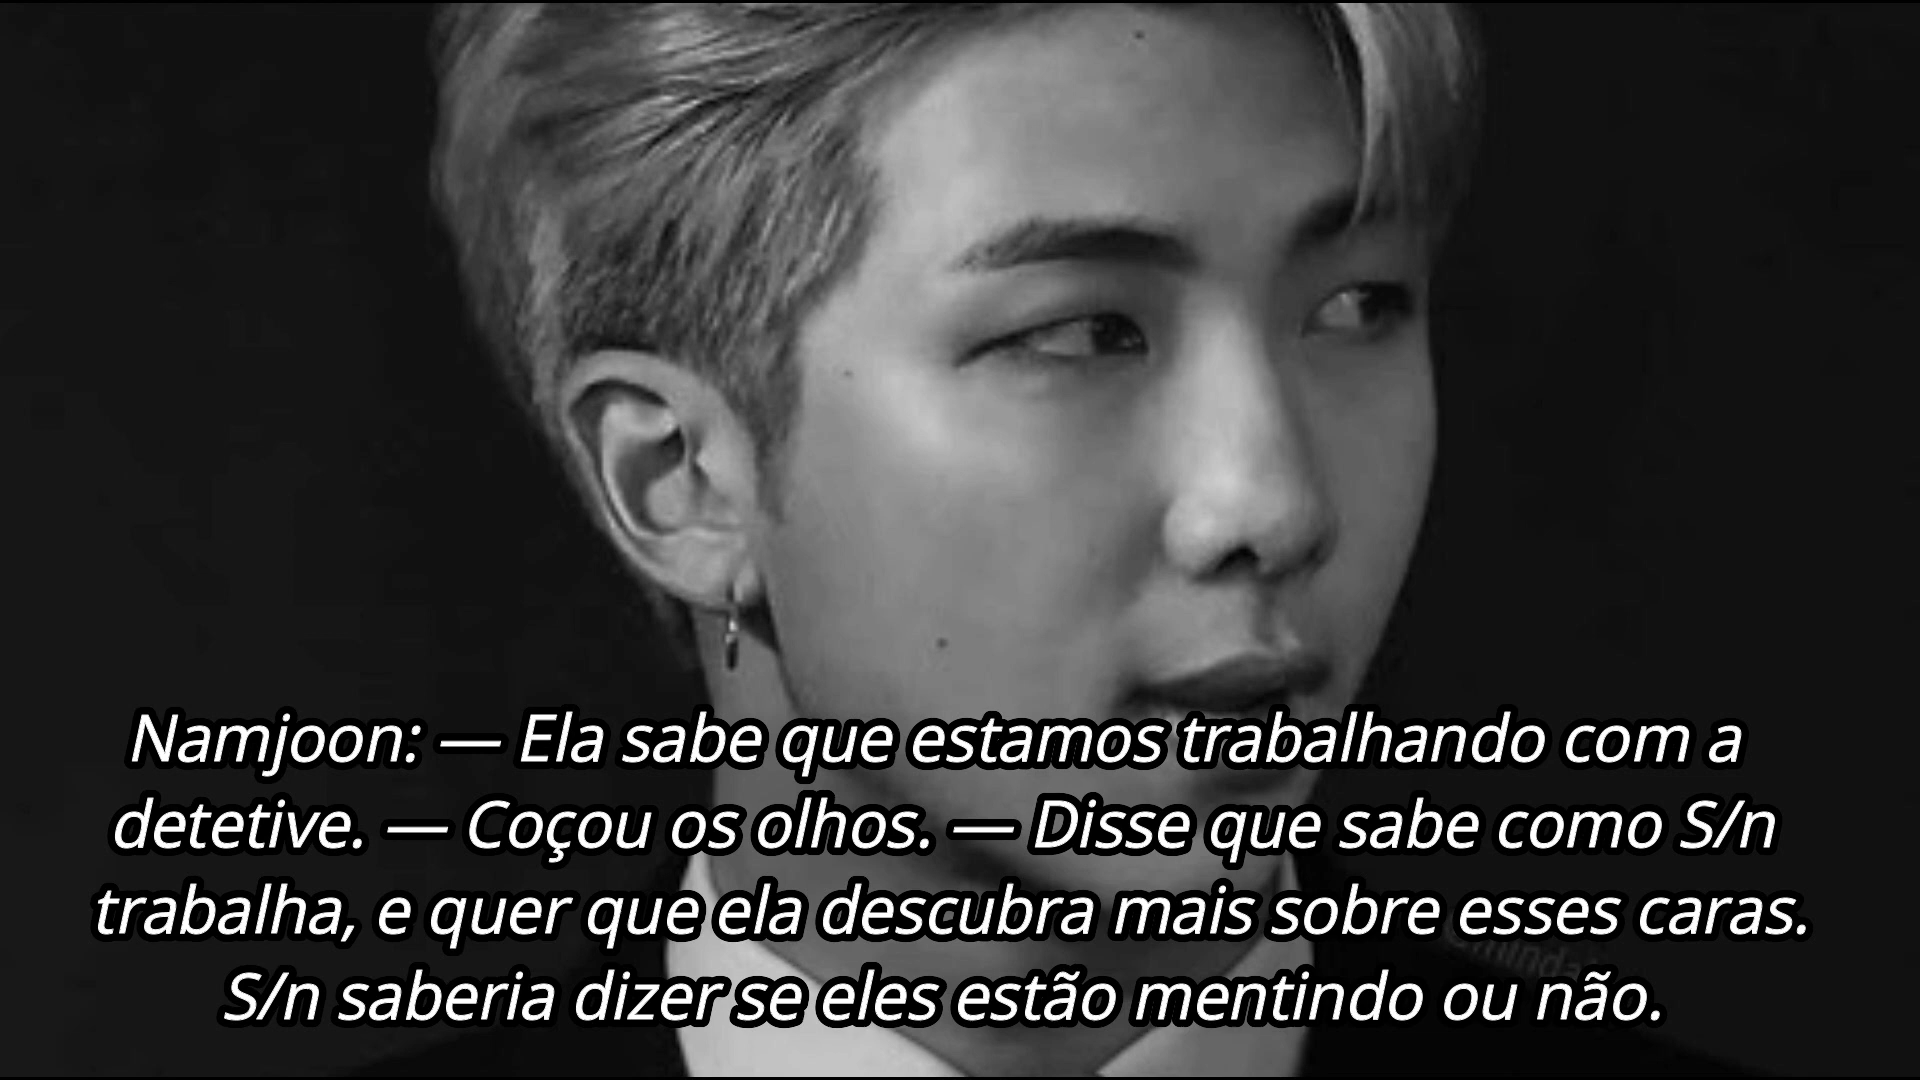 Namjoon: — Ela sabe que estamos trabalhando com a
detetive. — Coçou os olhos. — Disse que sabe como S/n
trabalha, e quer que ela descubra mais sobre esses caras.
S/n saberia dizer se eles estão mentindo ou não.